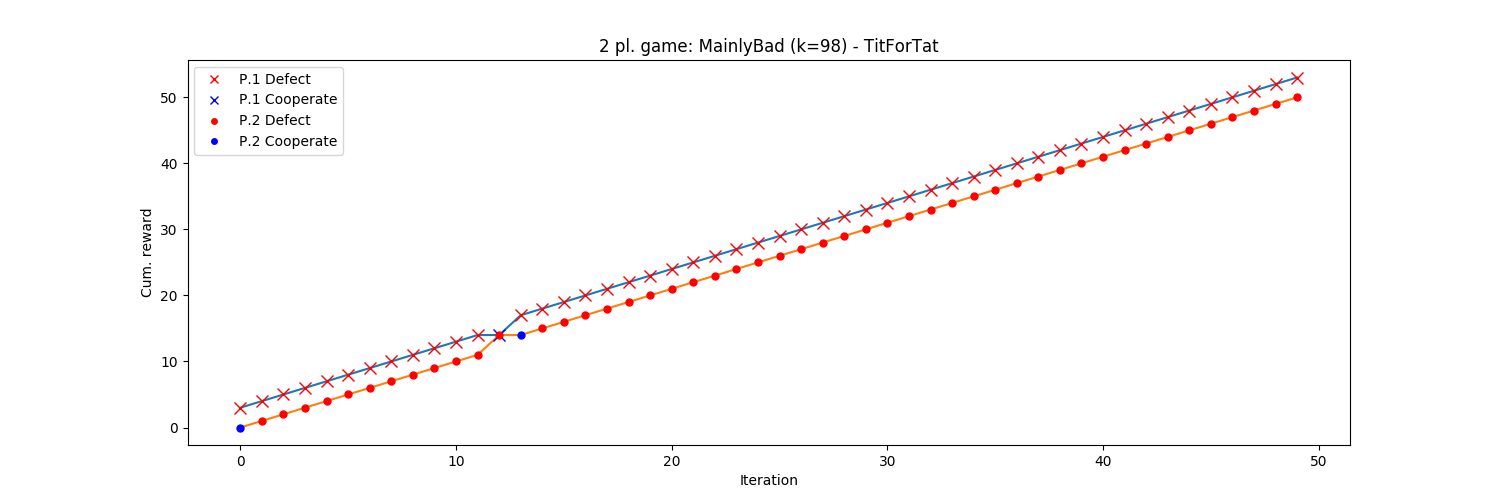 2 pl. game: MainlyBad (k=98) - TitForTat
P.1 Defect
P.1 Cooperate
P.2 Defect
P.2 Cooperate
Cum. reward
50
40
30
20
10
0
0 10 20 30 40 50
Iteration